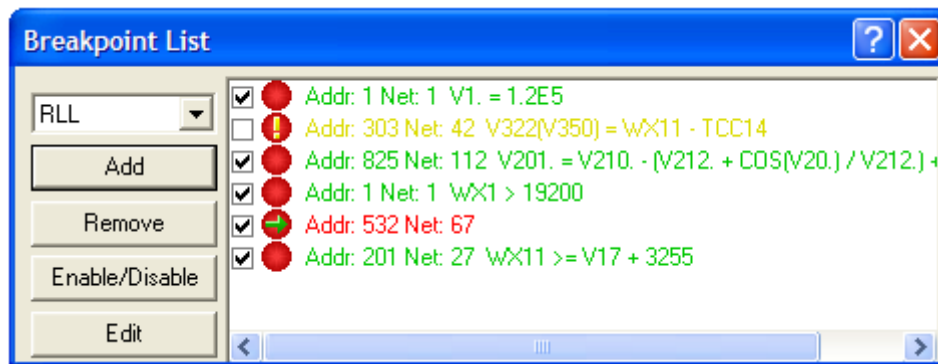 Breakpoint List
RLL
Add
Remove
Enable/Disable
Edit
Addr: 1 Net: 1 V1. = 1.2E5
Addr: 303 Net: 42 V322(V350) = WX11 - TCC14
Addr: 825 Net: 112 V201. = V210. - (V212. + COS(V20.) / V212.) +
Addr: 1 Net: 1 WX1 > 19200
Addr: 532 Net: 67
Addr: 201 Net: 27 WX11 >= V17 + 3255